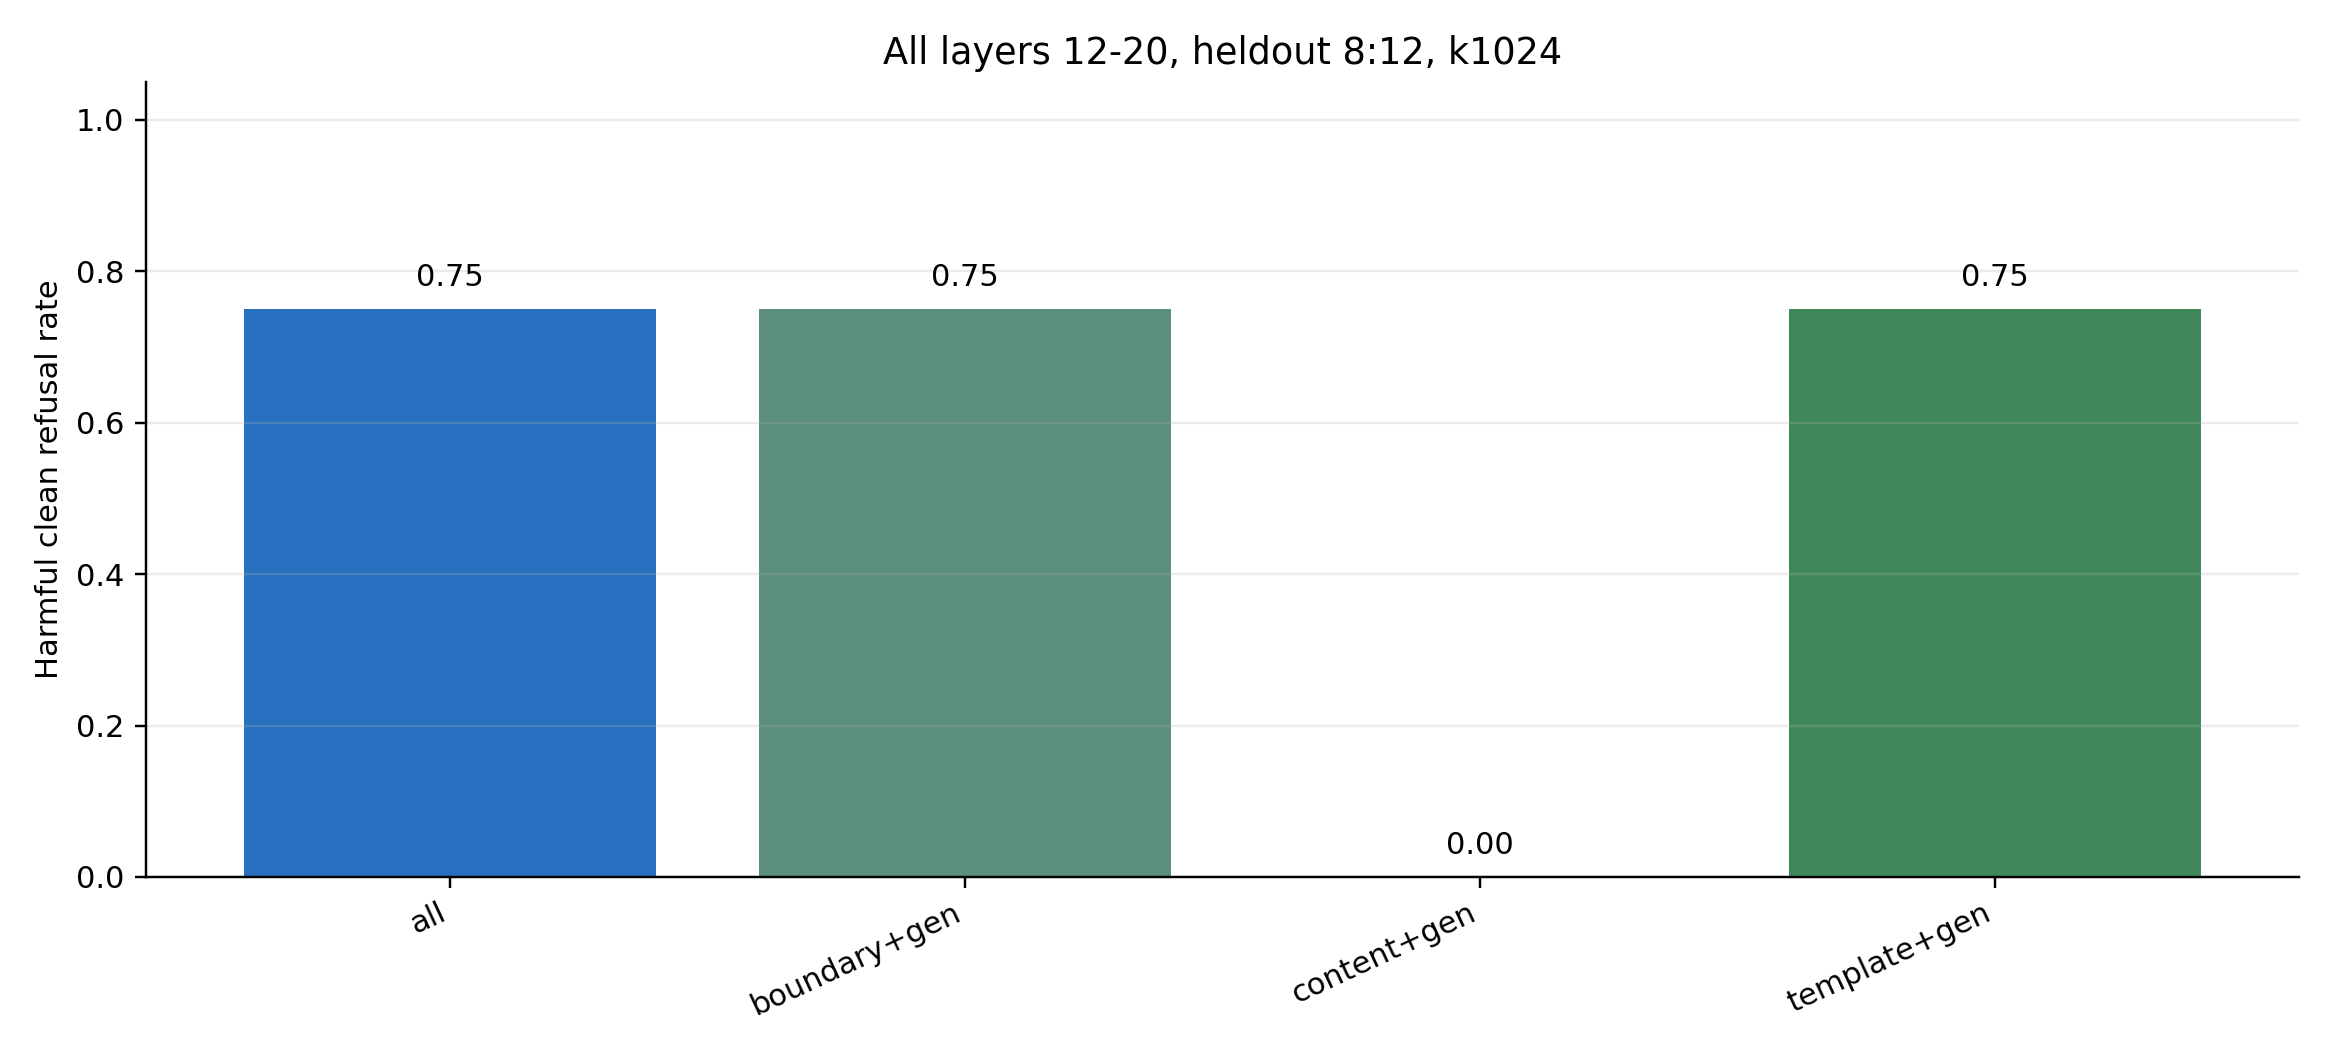 All layers 12-20, heldout 8:12, k1024
Harmful clean refusal rate
1.0
0.8
0.6
0.4
0.2
0.0
0.75
0.75
0.00
0.75
all
boundary+gen
content+gen
template+gen